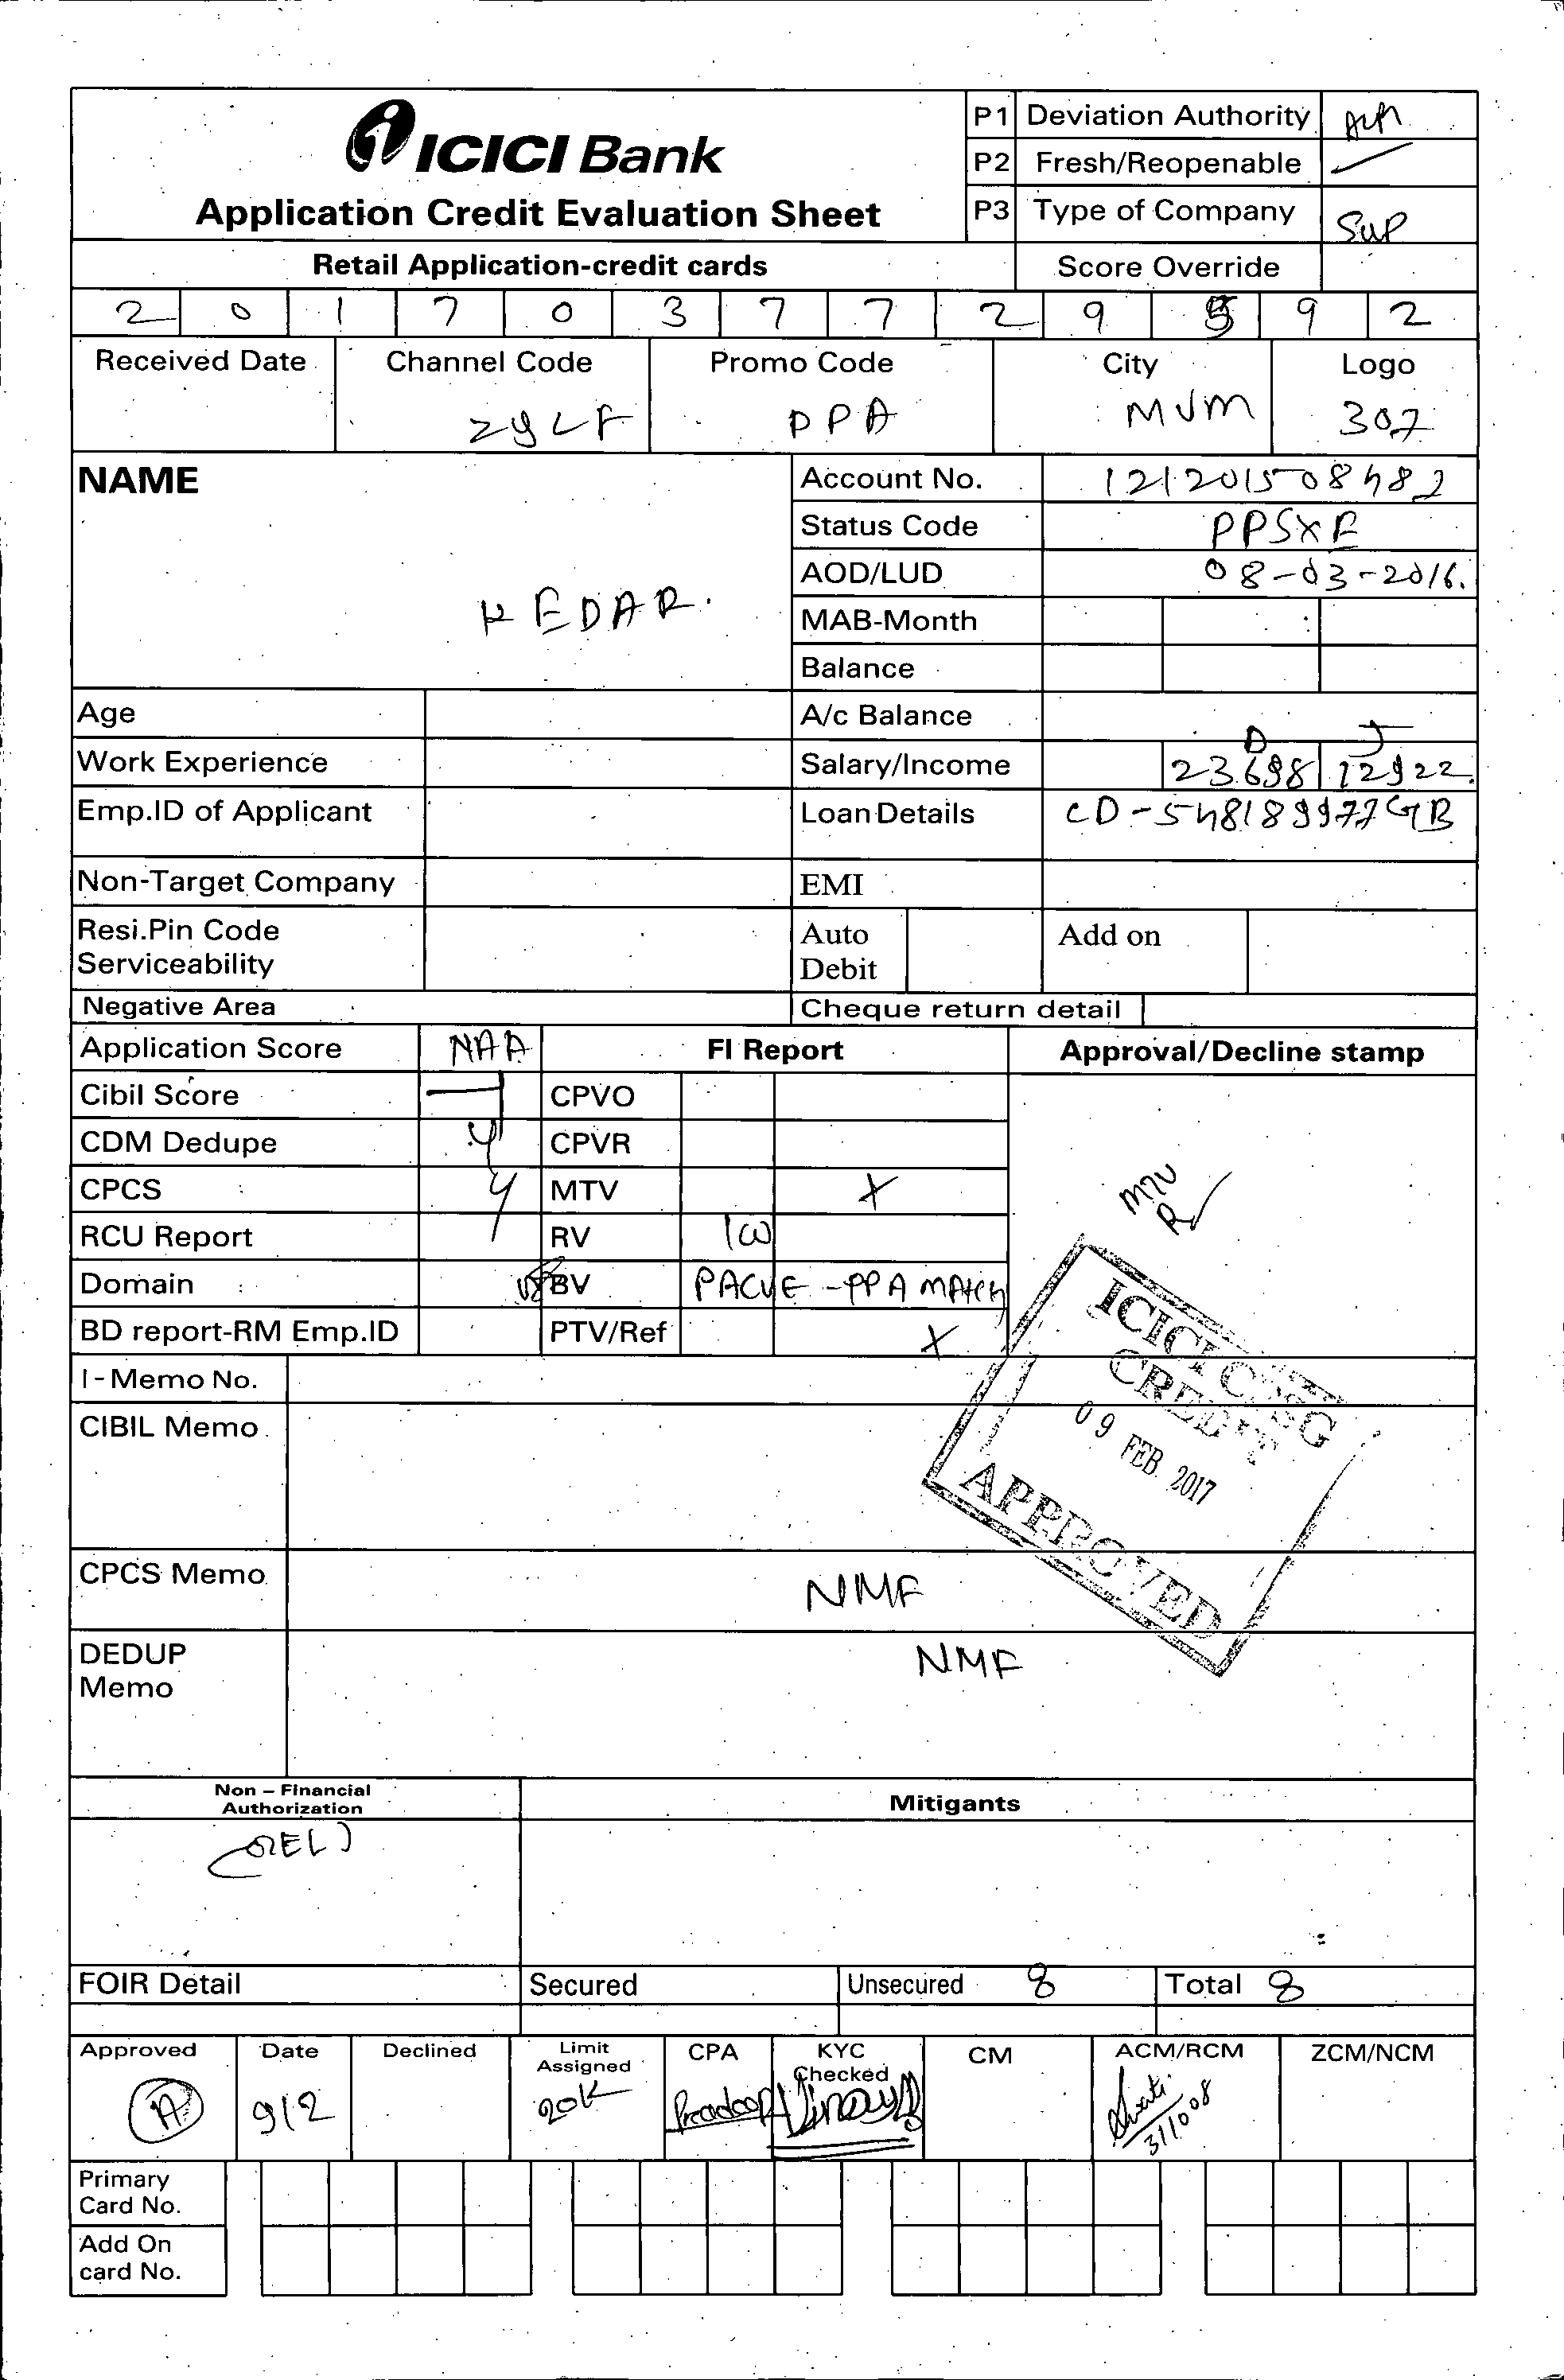 ICICI Bank
Application Credit Evaluation Sheet
P1 Deviation Authority
P2 Fresh/Reopenable
P3 Type of Company SUP
Retail Application-credit cards Score Override
2 0 1 7 0 3 7 7 2 9 5 9 2
Received Date Channel Code Promo Code City Logo
ZYLF PPA MUM 307
NAME
KEDAR.
Account No. 121201508482
Status Code PPSXF
AOD/LUD 08-03-2016.
MAB-Month
Balance
Age A/c Balance
D J
Work Experience Salary/Income 23698 12922
Emp.ID of Applicant Loan Details CD-548189977GB
Non-Target Company EMI
Resi.Pin Code Serviceability Auto Debit Add on
Negative Area Cheque return detail
Application Score NAA FI Report Approval/Decline stamp
Cibil Score CPVO
CDM Dedupe Y CPVR
CPCS Y MTV X
RCU Report RV
Domain BV PACVE - PPA MATCH
BD report-RM Emp.ID PTV/Ref X
I-Memo No.
CIBIL Memo
ICICI
CREDIT
09 FEB. 2017
APPROVED
CPCS Memo NMF
DEDUP Memo NMF
Non – Financial Authorization Mitigants
FOIR Detail Secured Unsecured 8 Total 8
Approved Date Declined Limit Assigned CPA KYC Checked CM ACM/RCM ZCM/NCM
A 9/2 20K Pradeep Vinay Swati
311008
Primary Card No.
Add On card No.